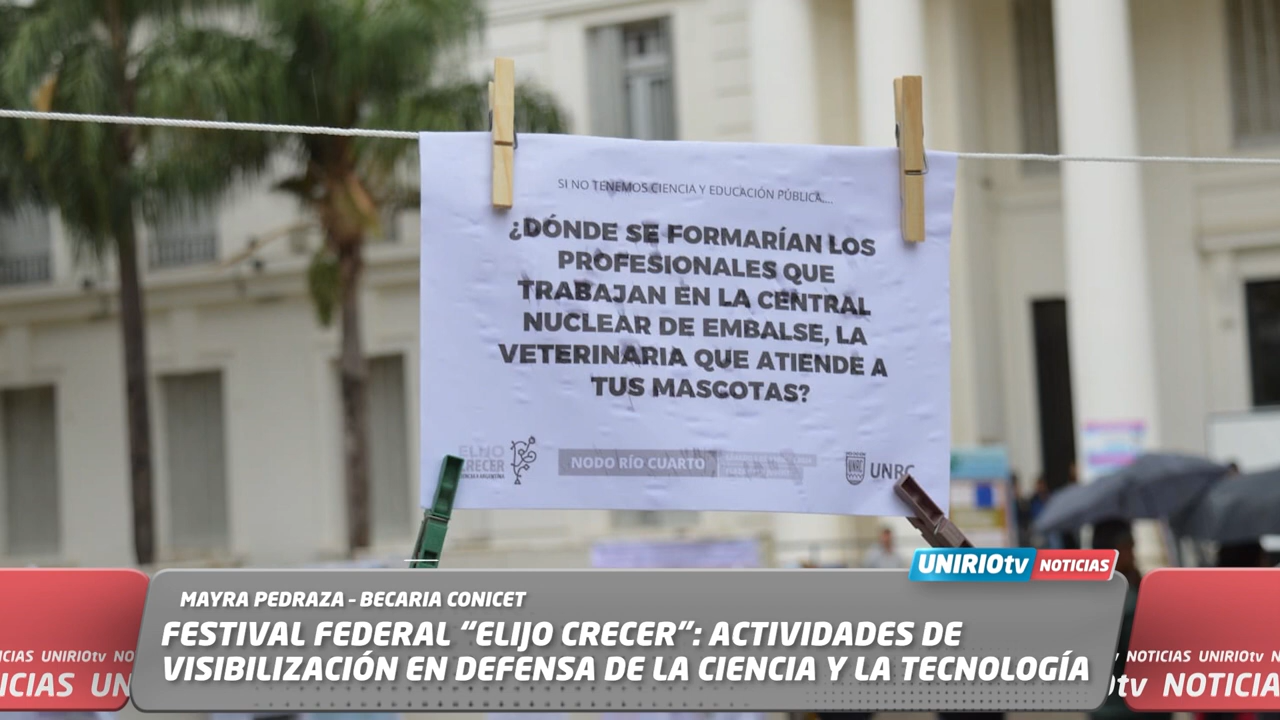 SI NO TENEMOS CIENCIA Y EDUCACIÓN PÚBLICA...
¿DÓNDE SE FORMARÍAN LOS
PROFESIONALES QUE
TRABAJAN EN LA CENTRAL
NUCLEAR DE EMBALSE, LA
VETERINARIA QUE ATIENDE A
TUS MASCOTAS?
CRECER
NODO RÍO CUARTO
UNRC
UNRC
UNIRIOtv NOTICIAS
MAYRA PEDRAZA - BECARIA CONICET
FESTIVAL FEDERAL “ELIJO CRECER”: ACTIVIDADES DE
VISIBILIZACIÓN EN DEFENSA DE LA CIENCIA Y LA TECNOLOGÍA
ICIAS UNIRIOtv NO
ICIAS UN
NOTICIAS UNIRIOtv N
Otv NOTICIA